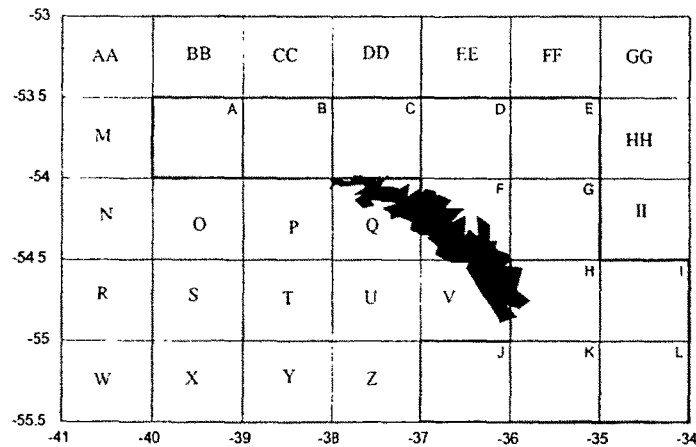 -53
AA BB CC DD EE FF GG
-53 5
A B C D E
M HH
-54
F G
N O P Q II
-54.5
H I
R S T U V
-55
J K L
W X Y Z
-55.5
-41 -40 -39 -38 -37 -36 -35 -34